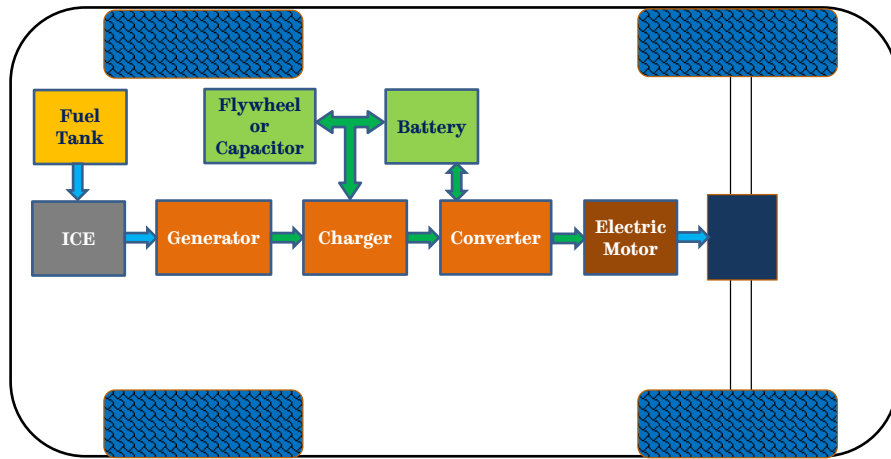 Fuel
Tank
Flywheel
or
Capacitor
Battery
ICE
Generator
Charger
Converter
Electric
Motor